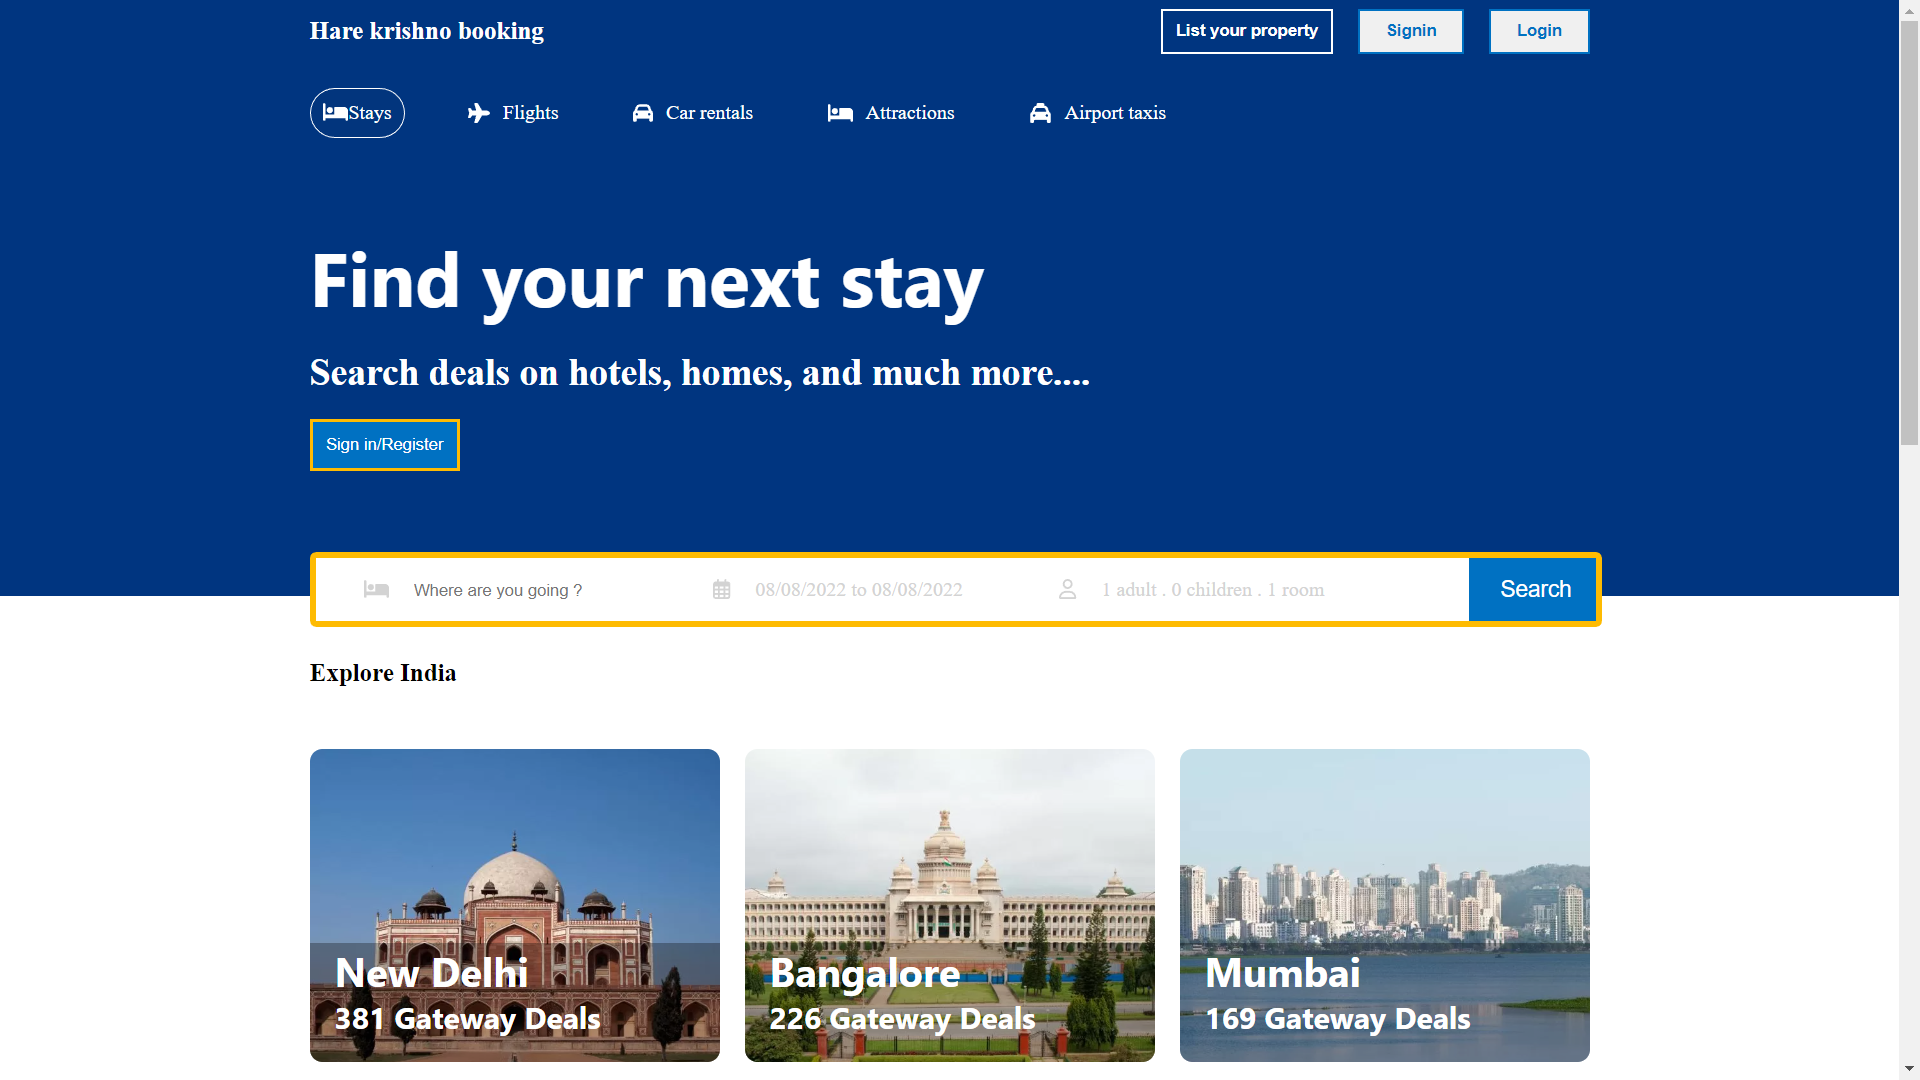 Hare krishno booking
List your property
Signin
Login
Stays
Flights
Car rentals
Attractions
Airport taxis
Find your next stay
Search deals on hotels, homes, and much more....
Sign in/Register
Where are you going ?
08/08/2022 to 08/08/2022
1 adult . 0 children . 1 room
Search
Explore India
New Delhi
381 Gateway Deals
Bangalore
226 Gateway Deals
Mumbai
169 Gateway Deals